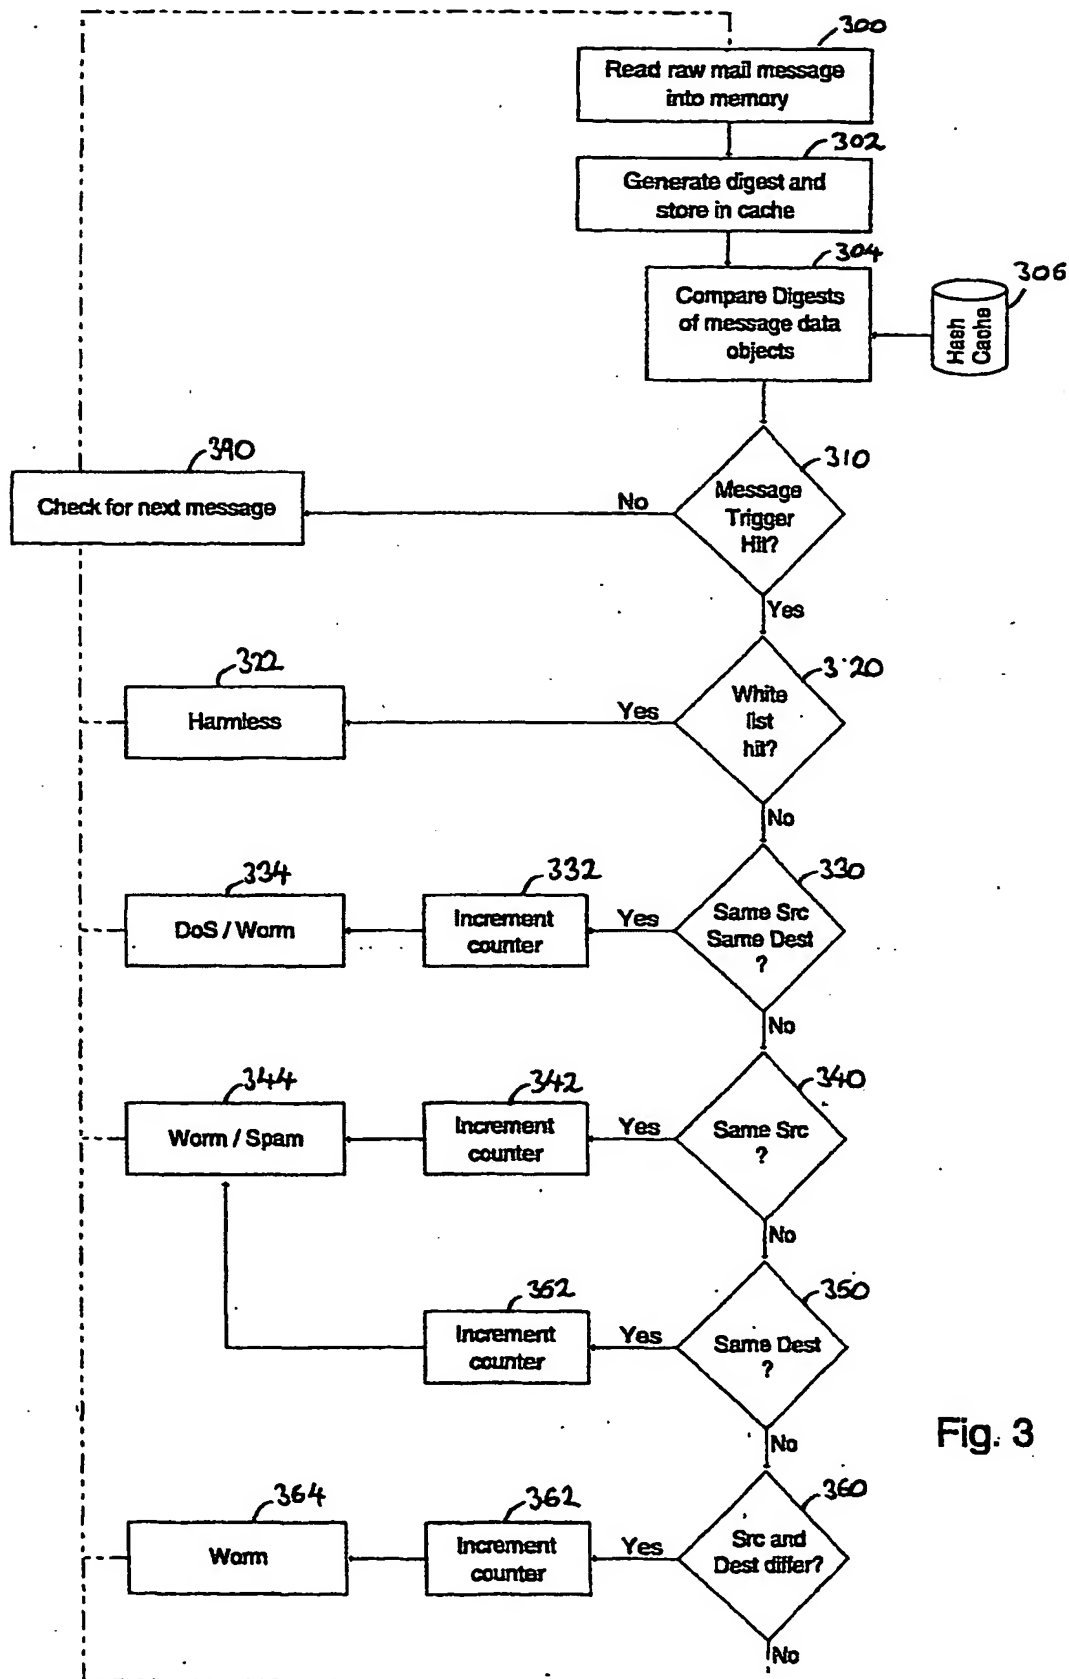 300
Read raw mail message
into memory
302
Generate digest and
store in cache
304
Compare Digests
of message data
objects
306
Hash
Cache
310
Message
Trigger
Hit?
No
390
Check for next message
Yes
320
White
list
hit?
Yes
322
Harmless
No
330
Same Src
Same Dest
?
Yes
332
Increment
counter
334
DoS / Worm
No
340
Same Src
?
Yes
342
Increment
counter
344
Worm / Spam
No
350
Same Dest
?
Yes
352
Increment
counter
No
360
Src and
Dest differ?
Yes
362
Increment
counter
364
Worm
No
Fig. 3